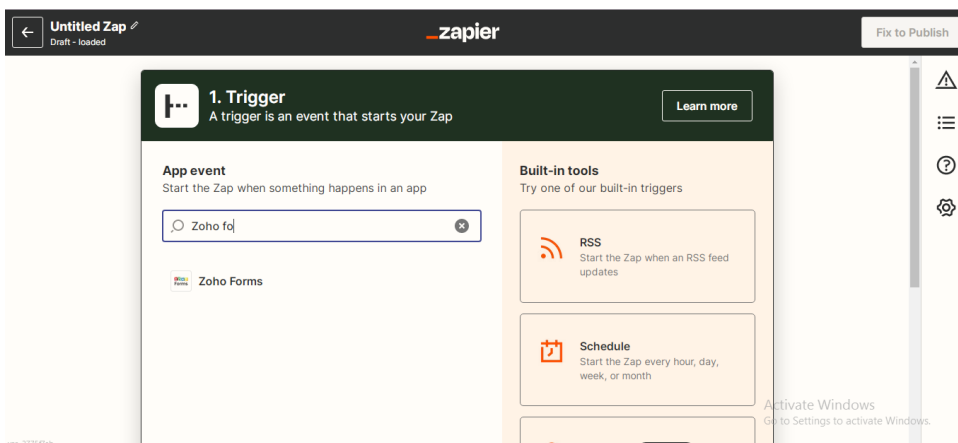 Untitled Zap
Draft - loaded
_zapier
Fix to Publish
1. Trigger
A trigger is an event that starts your Zap
Learn more
App event
Start the Zap when something happens in an app
Zoho fo
Zoho Forms
Built-in tools
Try one of our built-in triggers
RSS
Start the Zap when an RSS feed
updates
Schedule
Start the Zap every hour, day,
week, or month
Activate Windows
Go to Settings to activate Windows.